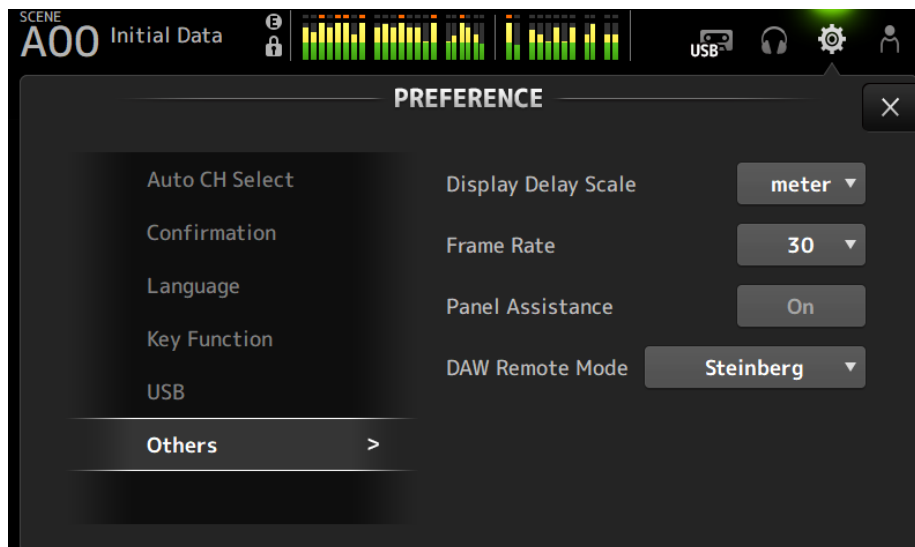 SCENE
A00 Initial Data
E
USB
PREFERENCE
Auto CH Select
Confirmation
Language
Key Function
USB
Others >
Display Delay Scale meter
Frame Rate 30
Panel Assistance On
DAW Remote Mode Steinberg